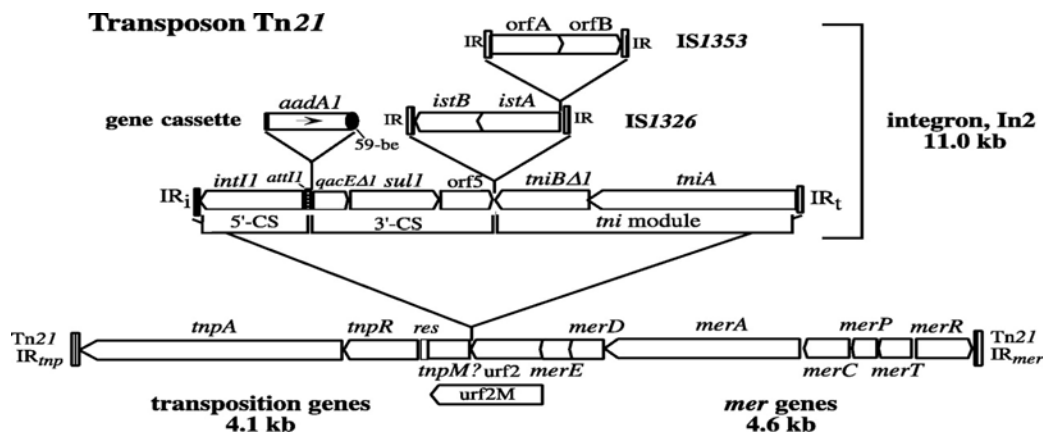 Transposon Tn21
orfA orfB
IR IR IS1353
gene cassette aadA1 istB istA
IR IR IS1326
59-be
integron, In2
11.0 kb
intI1 attI1 qacEΔ1 sul1 orf5 tniBΔ1 tniA
IRi IRt
5'-CS 3'-CS tni module
tnpA tnpR res merD merA merP merR
Tn21 Tn21
IRtnp IRmer
tnpM? urf2 merE merC merT
urf2M
transposition genes mer genes
4.1 kb 4.6 kb